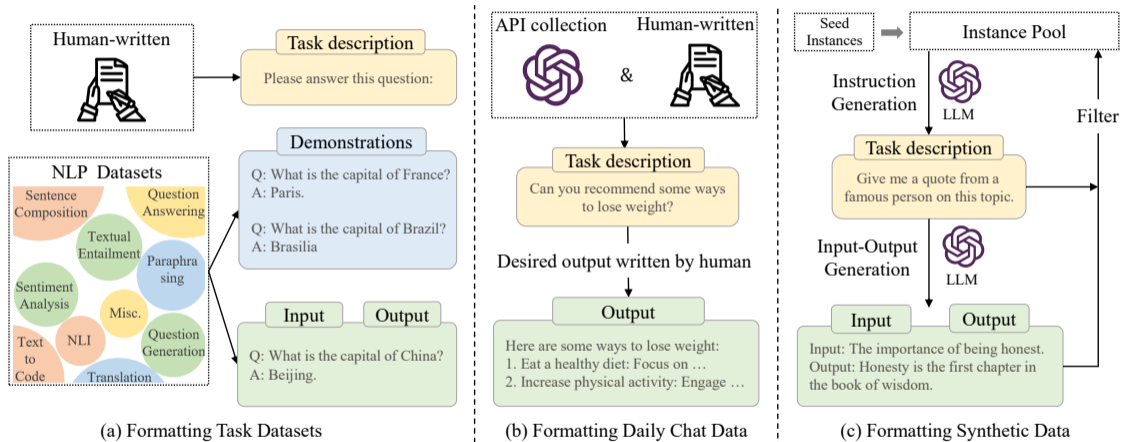 Human-written
Task description
Please answer this question:
NLP Datasets
Sentence
Composition
Question
Answering
Textual
Entailment
Paphra
sing
Sentiment
Analysis
Misc.
NLI
Question
Generation
Text
to
Code
Translation
Demonstrations
Q: What is the capital of France?
A: Paris.
Q: What is the capital of Brazil?
A: Brasilia
Input
Output
Q: What is the capital of China?
A: Beijing.
(a) Formatting Task Datasets
API collection
&
Human-written
Task description
Can you recommend some ways
to lose weight?
Desired output written by human
Output
Here are some ways to lose weight:
1. Eat a healthy diet: Focus on …
2. Increase physical activity: Engage …
(b) Formatting Daily Chat Data
Seed
Instances
Instance Pool
Instruction
Generation
LLM
Filter
Task description
Give me a quote from a
famous person on this topic.
Input-Output
Generation
LLM
Input
Output
Input: The importance of being honest.
Output: Honesty is the first chapter in
the book of wisdom.
(c) Formatting Synthetic Data